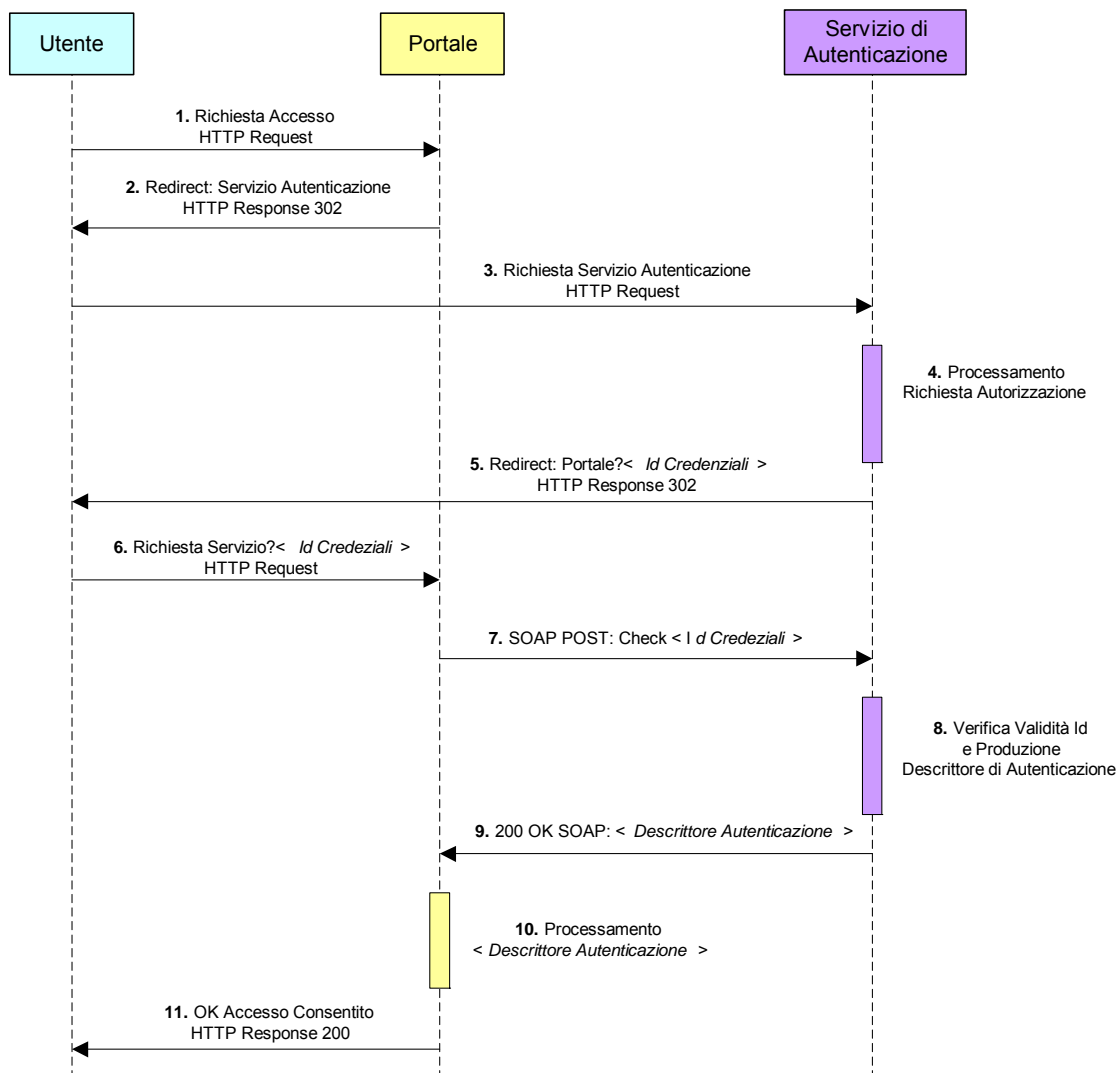 Utente
Portale
Servizio di
Autenticazione
1. Richiesta Accesso
HTTP Request
2. Redirect: Servizio Autenticazione
HTTP Response 302
3. Richiesta Servizio Autenticazione
HTTP Request
4. Processamento
Richiesta Autorizzazione
5. Redirect: Portale?< Id Credenziali >
HTTP Response 302
6. Richiesta Servizio?< Id Credeziali >
HTTP Request
7. SOAP POST: Check < I d Credeziali >
8. Verifica Validità Id
e Produzione
Descrittore di Autenticazione
9. 200 OK SOAP: < Descrittore Autenticazione >
10. Processamento
< Descrittore Autenticazione >
11. OK Accesso Consentito
HTTP Response 200